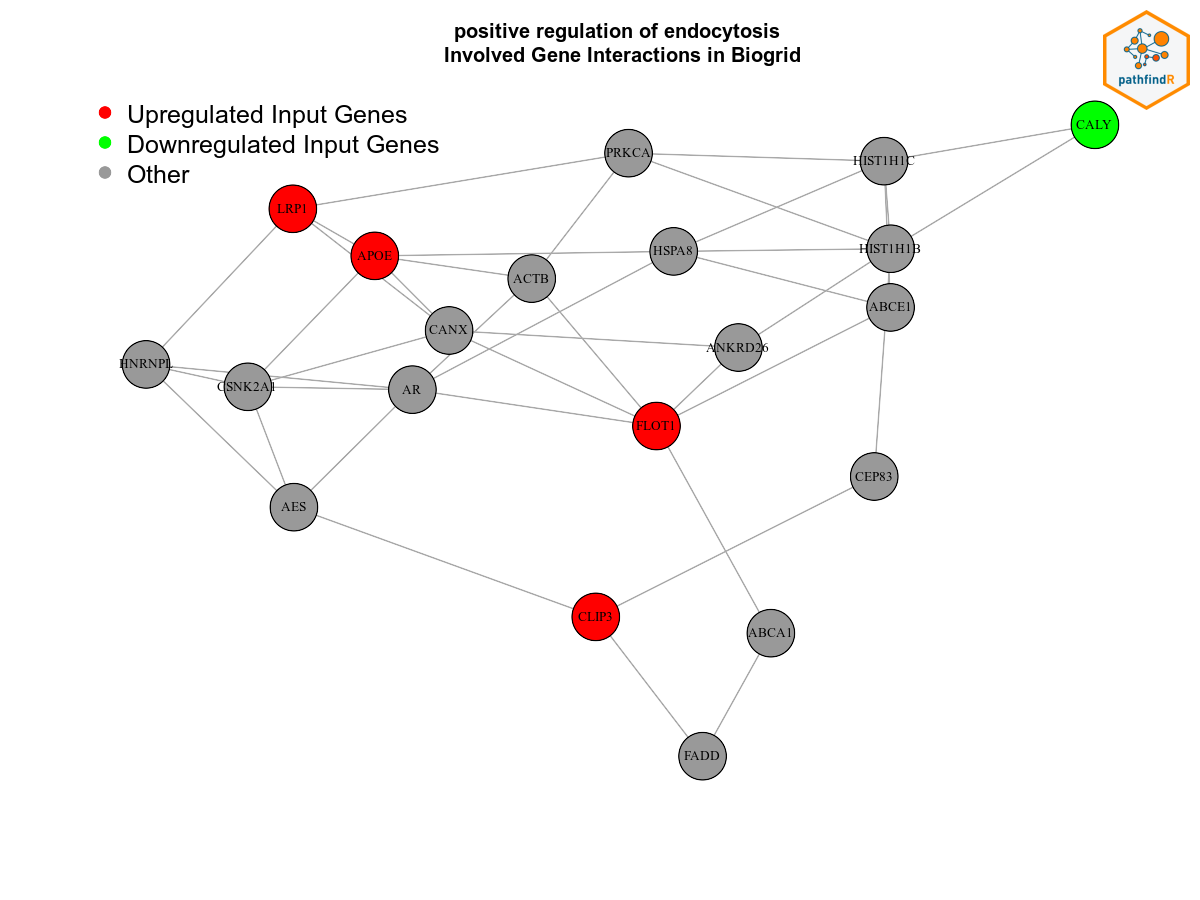 positive regulation of endocytosis
Involved Gene Interactions in Biogrid
pathfindR
Upregulated Input Genes
Downregulated Input Genes
Other
CALY
PRKCA
HIST1H1C
LRP1
APOE
HSPA8
HIST1H1B
ACTB
ABCE1
CANX
ANKRD26
HNRNPL
CSNK2A1
AR
FLOT1
CEP83
AES
CLIP3
ABCA1
FADD